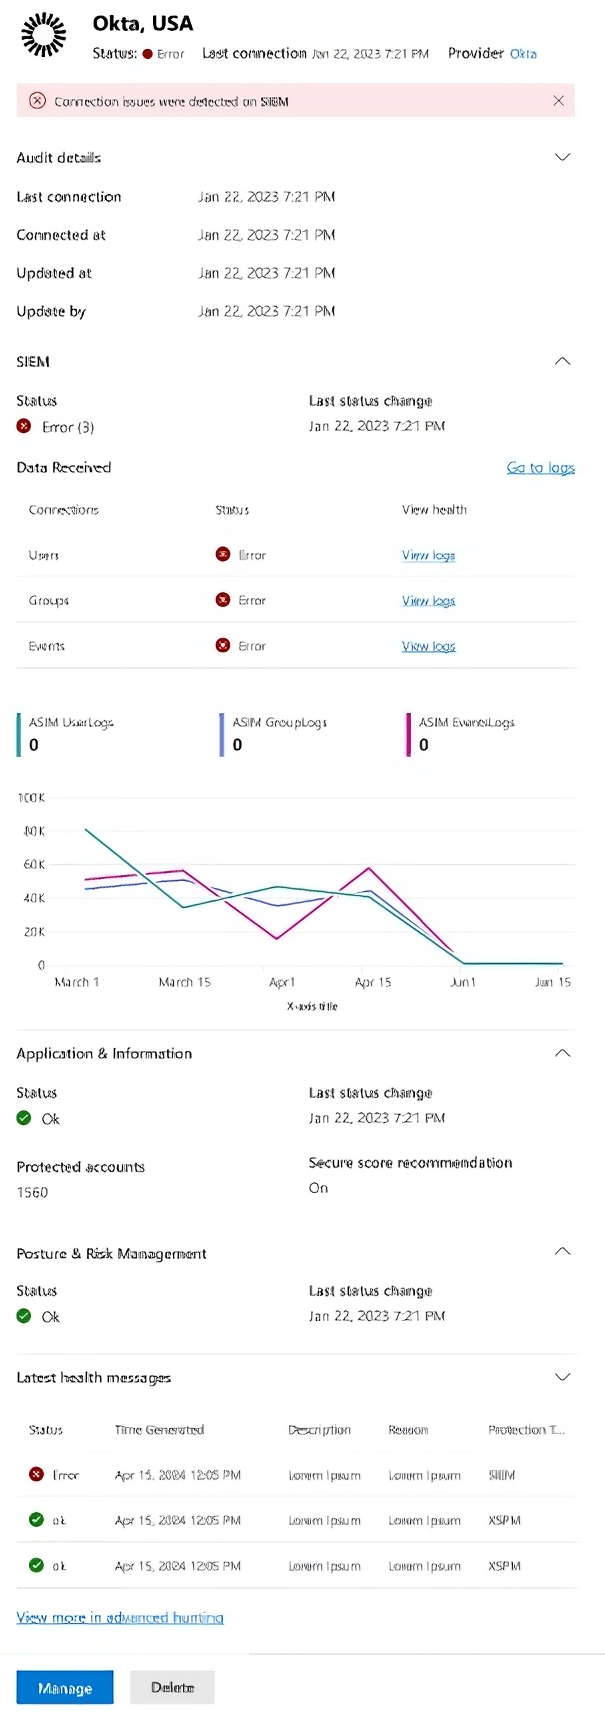 Okta, USA
Status: Error Last connection Jan 22, 2023 7:21 PM Provider Okta
Connection issues were detected on SIEM
Audit details
Last connection Jan 22, 2023 7:21 PM
Connected at Jan 22, 2023 7:21 PM
Updated at Jan 22, 2023 7:21 PM
Update by Jan 22, 2023 7:21 PM
SIEM
Status Last status change
Error (3) Jan 22, 2023 7:21 PM
Data Received Go to logs
Connections Status View health
Users Error View logs
Groups Error View logs
Events Error View logs
ASIM UserLogs ASIM GroupLogs ASIM EventsLogs
0 0 0
100K
80K
60K
40K
20K
0
March 1 March 15 Apr1 Apr 15 Jun1 Jun 15
X-axis title
Application & Information
Status Last status change
Ok Jan 22, 2023 7:21 PM
Protected accounts Secure score recommendation
1560 On
Posture & Risk Management
Status Last status change
Ok Jan 22, 2023 7:21 PM
Latest health messages
Status Time Generated Description Reason Protection T...
Error Apr 15, 2024 12:05 PM Lorem Ipsum Lorem Ipsum SIEM
ok Apr 15, 2024 12:05 PM Lorem Ipsum Lorem Ipsum XSPM
ok Apr 15, 2024 12:05 PM Lorem Ipsum Lorem Ipsum XSPM
View more in advanced hunting
Manage Delete